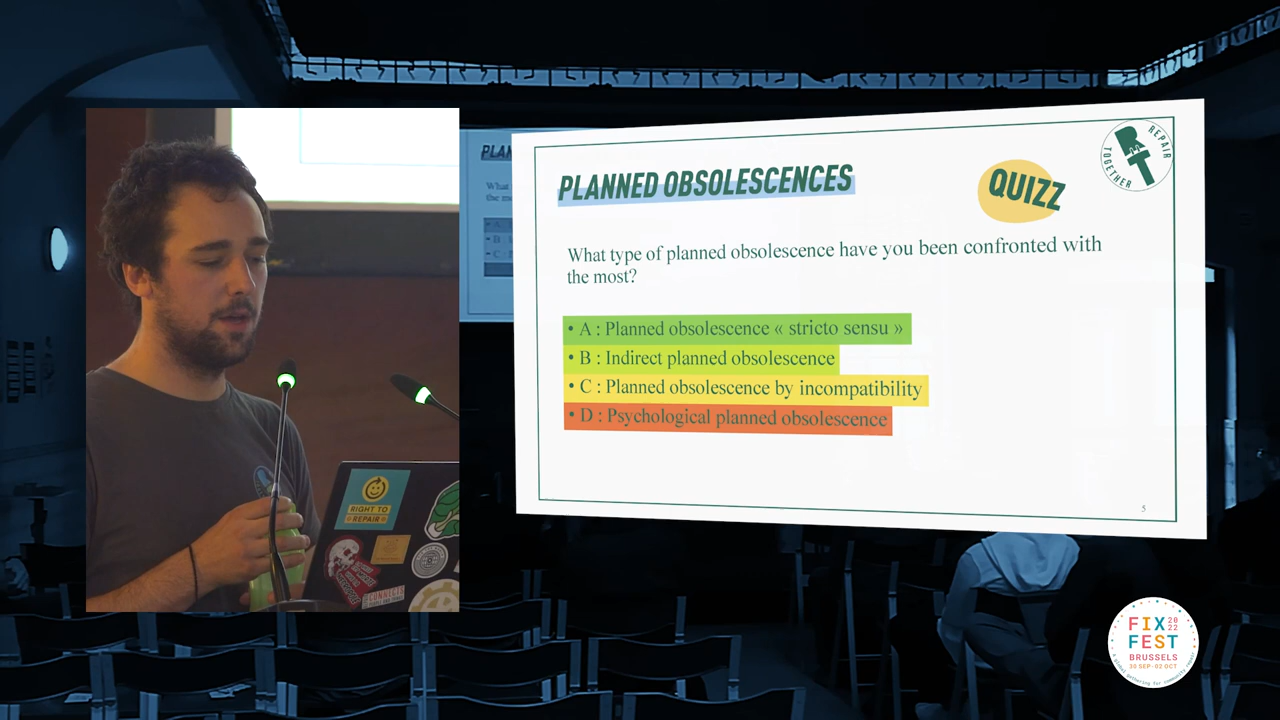 PLANNED OBSOLESCENCES
QUIZZ
REPAIR
TOGETHER
What type of planned obsolescence have you been confronted with
the most?
• A : Planned obsolescence « stricto sensu »
• B : Indirect planned obsolescence
• C : Planned obsolescence by incompatibility
• D : Psychological planned obsolescence
5
RIGHT TO
REPAIR
FIX 20
22
FEST
BRUSSELS
30 SEP-02 OCT